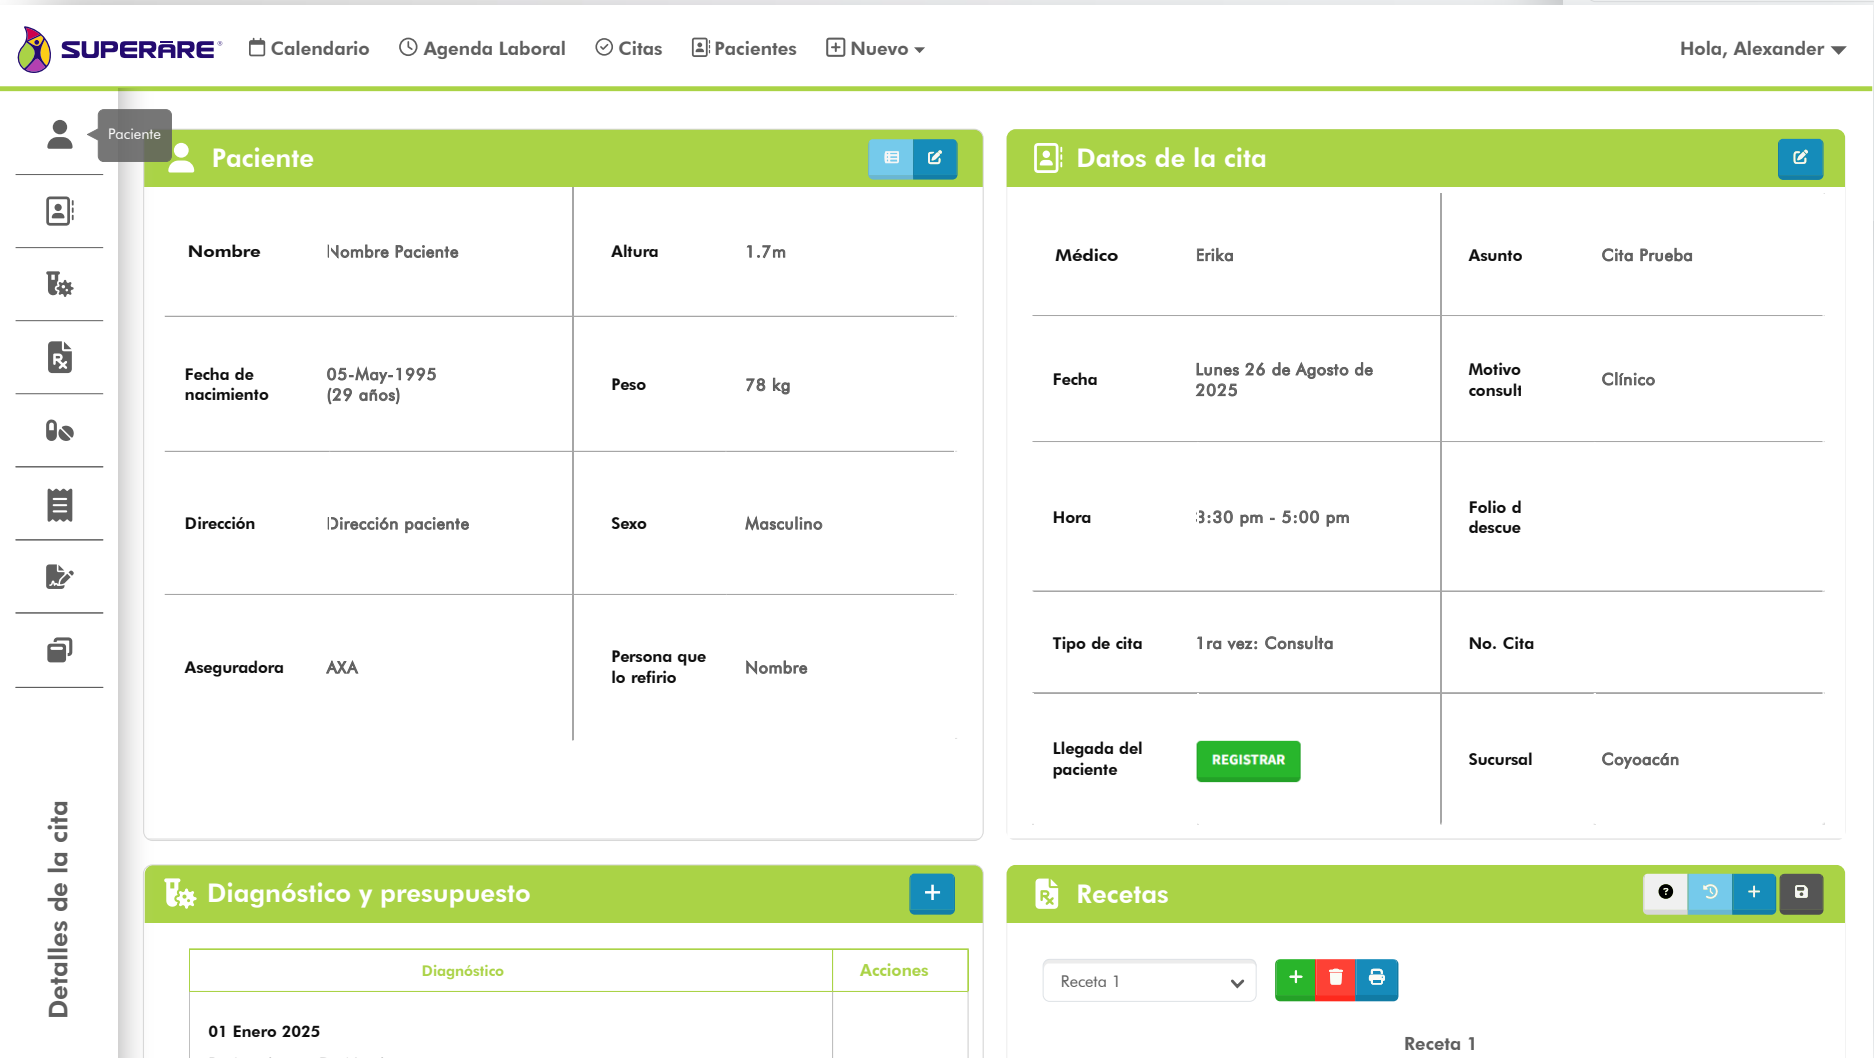 SUPERĀRE
Calendario
Agenda Laboral
Citas
Pacientes
Nuevo
Hola, Alexander
Paciente
Paciente
Nombre
Nombre Paciente
Altura
1.7m
Fecha de
nacimiento
05-May-1995
(29 años)
Peso
78 kg
Dirección
Dirección paciente
Sexo
Masculino
Aseguradora
AXA
Persona que
lo refirio
Nombre
Datos de la cita
Médico
Erika
Asunto
Cita Prueba
Fecha
Lunes 26 de Agosto de
2025
Motivo
consult
Clínico
Hora
3:30 pm - 5:00 pm
Folio d
descue
Tipo de cita
1ra vez: Consulta
No. Cita
Llegada del
paciente
REGISTRAR
Sucursal
Coyoacán
Detalles de la cita
Diagnóstico y presupuesto
Diagnóstico
Acciones
01 Enero 2025
Recetas
Receta 1
Receta 1